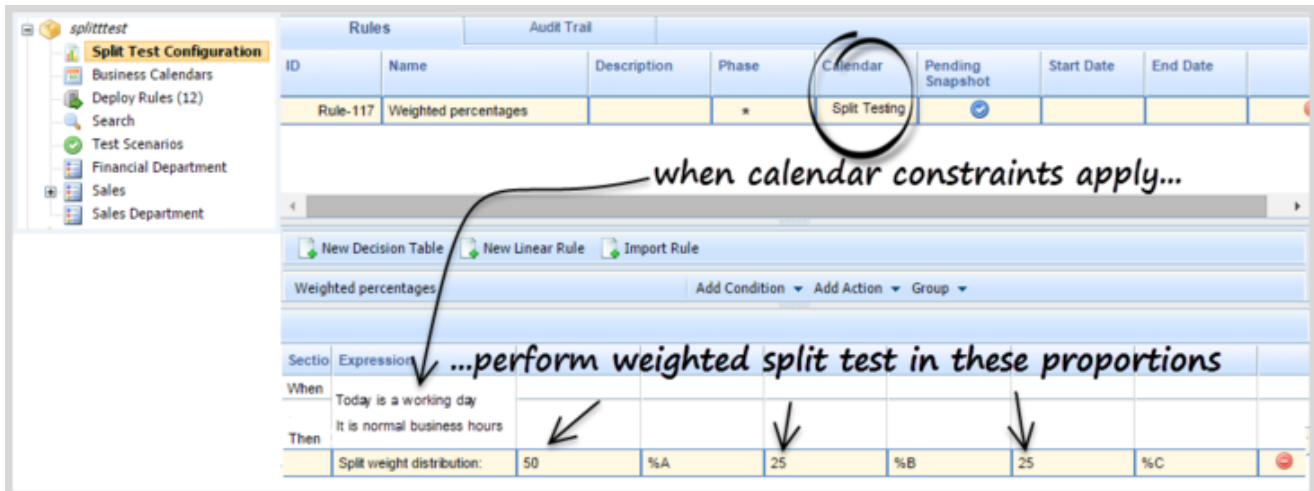 splitttest
Split Test Configuration
Business Calendars
Deploy Rules (12)
Search
Test Scenarios
Financial Department
Sales
Sales Department
Rules Audit Trail
ID Name Description Phase Calendar Pending Snapshot Start Date End Date
Rule-117 Weighted percentages * Split Testing
when calendar constraints apply...
New Decision Table New Linear Rule Import Rule
Weighted percentages Add Condition Add Action Group
...perform weighted split test in these proportions
Sectio Expression
When
Today is a working day
It is normal business hours
Then
Split weight distribution: 50 %A 25 %B 25 %C